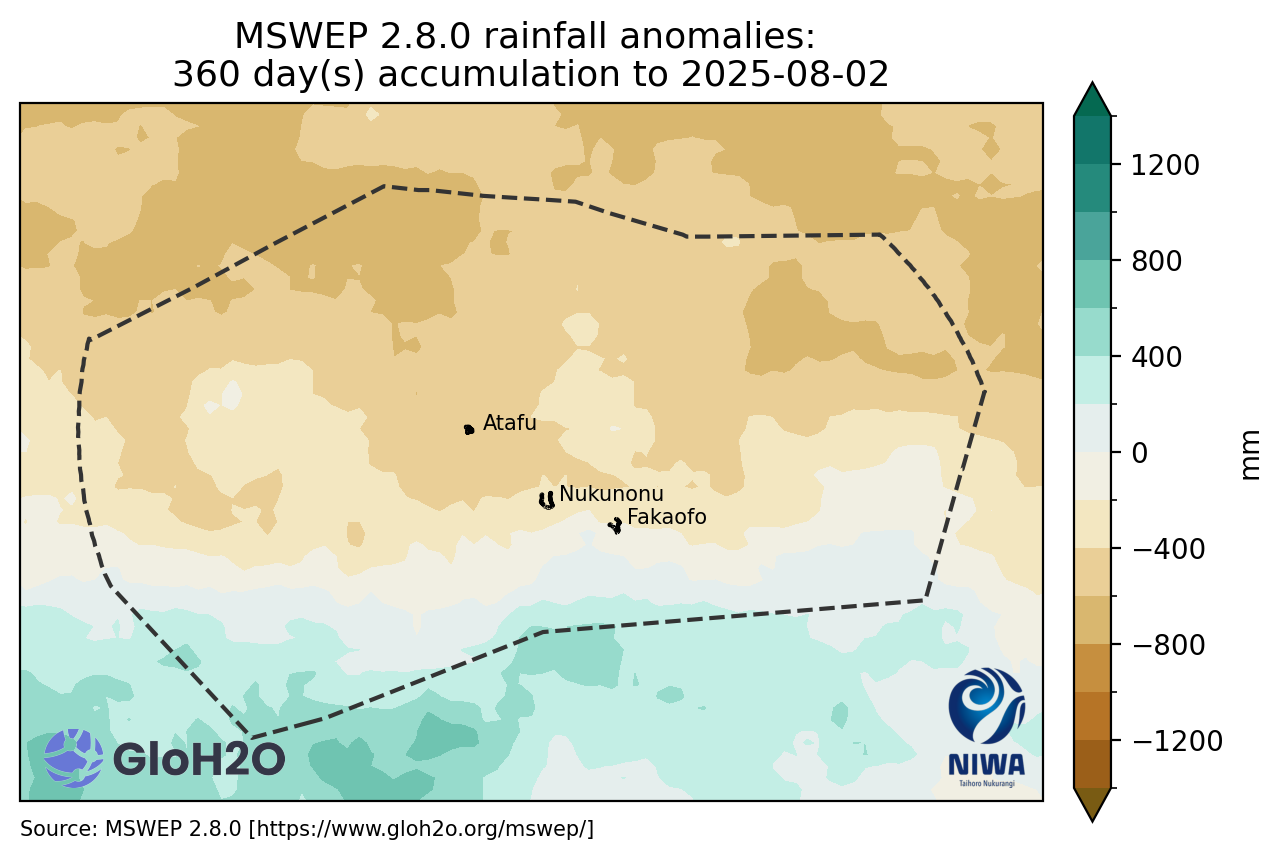 MSWEP 2.8.0 rainfall anomalies:
360 day(s) accumulation to 2025-08-02
1200
800
400
0
−400
−800
−1200
mm
Atafu
Nukunonu
Fakaofo
GloH2O
NIWA
Taihoro Nukurangi
Source: MSWEP 2.8.0 [https://www.gloh2o.org/mswep/]